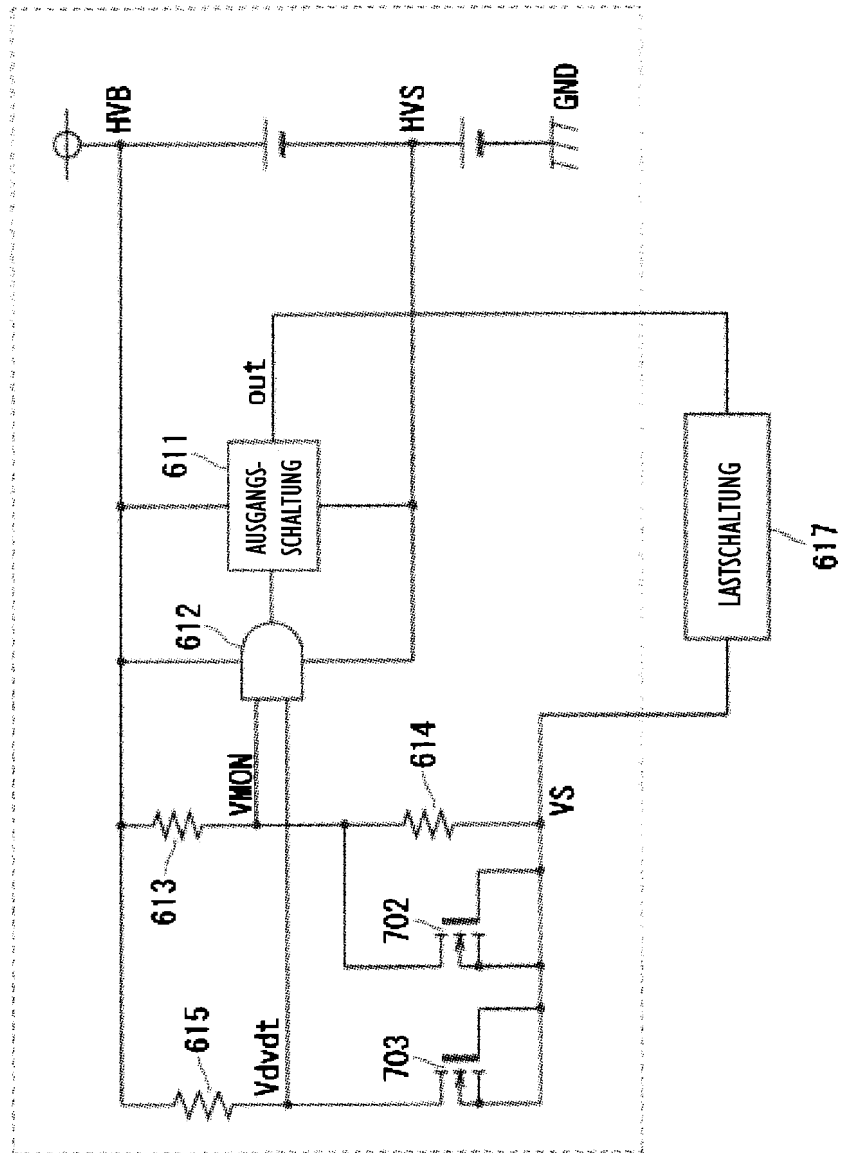 HVB
HVS
GND
out
611
AUSGANGS-
SCHALTUNG
612
VMON
613
614
VS
615
Vdvdt
702
703
LASTSCHALTUNG
617